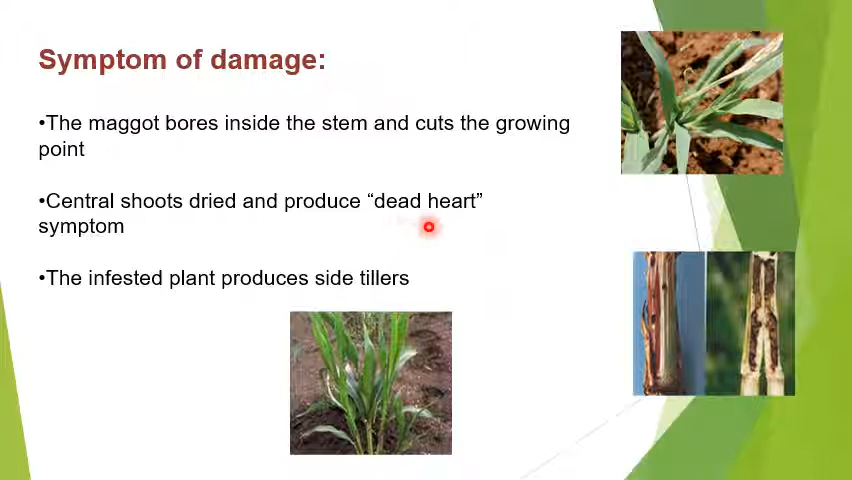 Symptom of damage:
•The maggot bores inside the stem and cuts the growing
point
•Central shoots dried and produce “dead heart”
symptom
•The infested plant produces side tillers